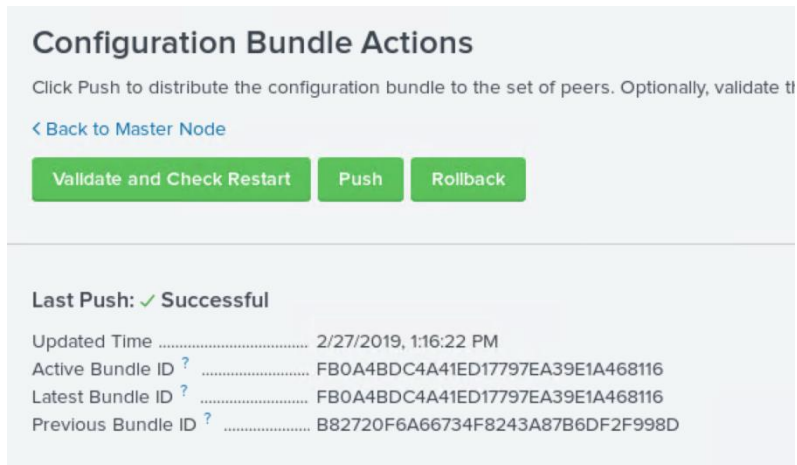 Configuration Bundle Actions
Click Push to distribute the configuration bundle to the set of peers. Optionally, validate
< Back to Master Node
Validate and Check Restart Push Rollback
Last Push: ✓ Successful
Updated Time ..................................... 2/27/2019, 1:16:22 PM
Active Bundle ID ? .......................... FB0A4BDC4A41ED17797EA39E1A468116
Latest Bundle ID ? .......................... FB0A4BDC4A41ED17797EA39E1A468116
Previous Bundle ID ? ..................... B82720F6A66734F8243A87B6DF2F998D